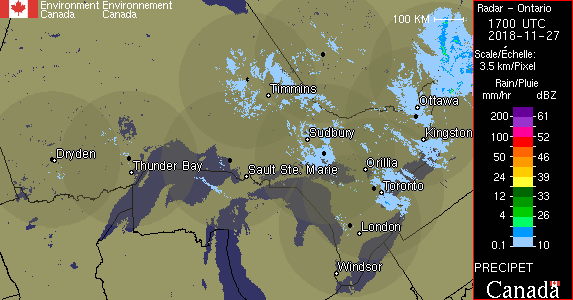 Environment Environnement
Canada Canada
100 KM
Radar - Ontario
1700 UTC
2018-11-27
Scale/Échelle:
3.5 km/Pixel
Rain/Pluie
mm/hr dBZ
200 61
100 52
50 46
24 39
12 33
4 26
0.1 10
PRECIPET
Canada
Timmins
Ottawa
Sudbury
Kingston
Dryden
Thunder Bay
Sault Ste. Marie
Orillia
Toronto
London
Windsor